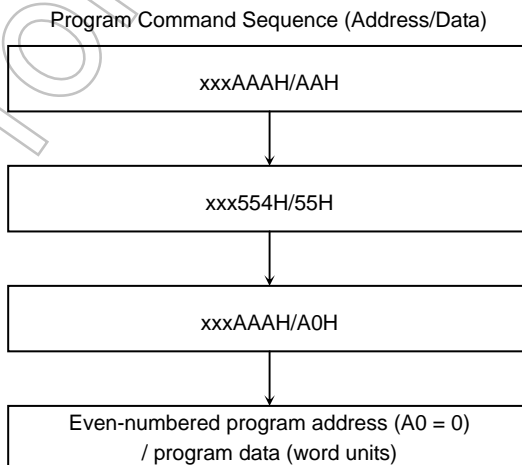 Program Command Sequence (Address/Data)
xxxAAAH/AAH
xxx554H/55H
xxxAAAH/A0H
Even-numbered program address (A0 = 0)
/ program data (word units)